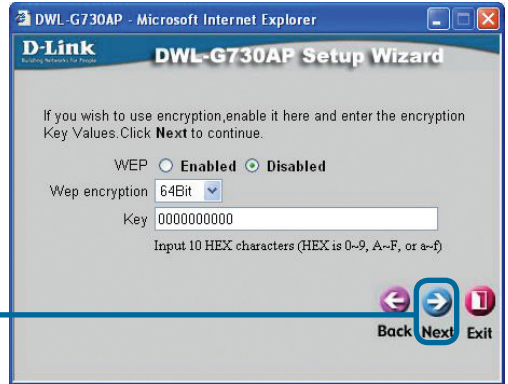 DWL-G730AP - Microsoft Internet Explorer
D-Link
Building Networks for People
DWL-G730AP Setup Wizard
If you wish to use encryption,enable it here and enter the encryption
Key Values.Click Next to continue.
WEP Enabled Disabled
Wep encryption 64Bit
Key 0000000000
Input 10 HEX characters (HEX is 0~9, A~F, or a~f)
Back Next Exit